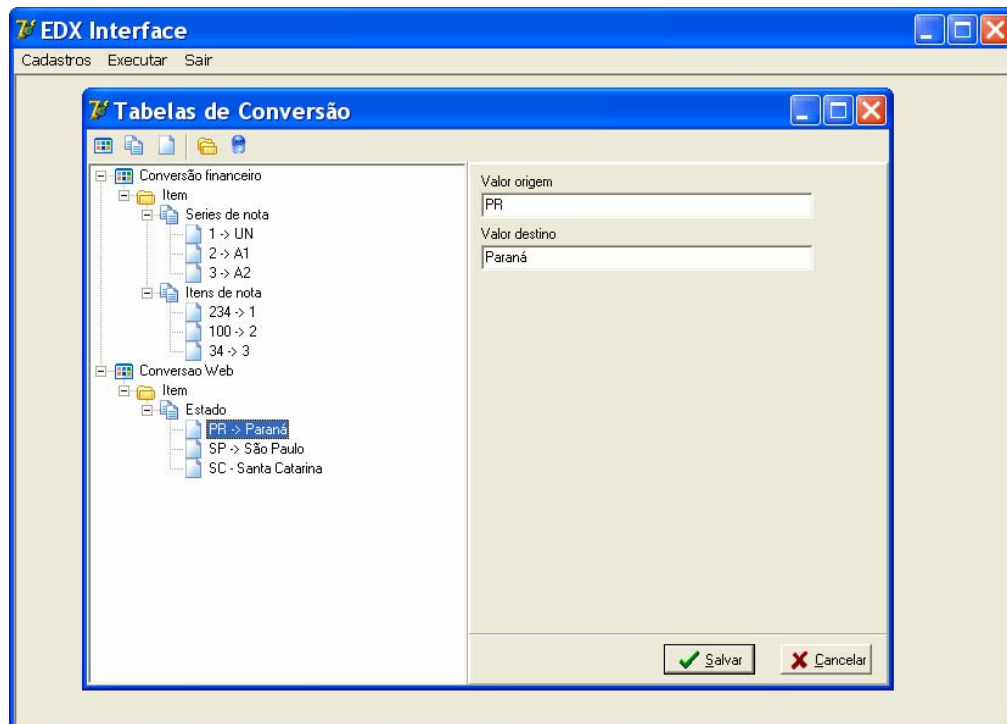 EDX Interface
Cadastros Executar Sair
Tabelas de Conversão
Conversão financeiro
Item
Series de nota
1 -> UN
2 -> A1
3 -> A2
Itens de nota
234 -> 1
100 -> 2
34 -> 3
Conversao Web
Item
Estado
PR -> Paraná
SP -> São Paulo
SC - Santa Catarina
Valor origem
PR
Valor destino
Paraná
Salvar
Cancelar